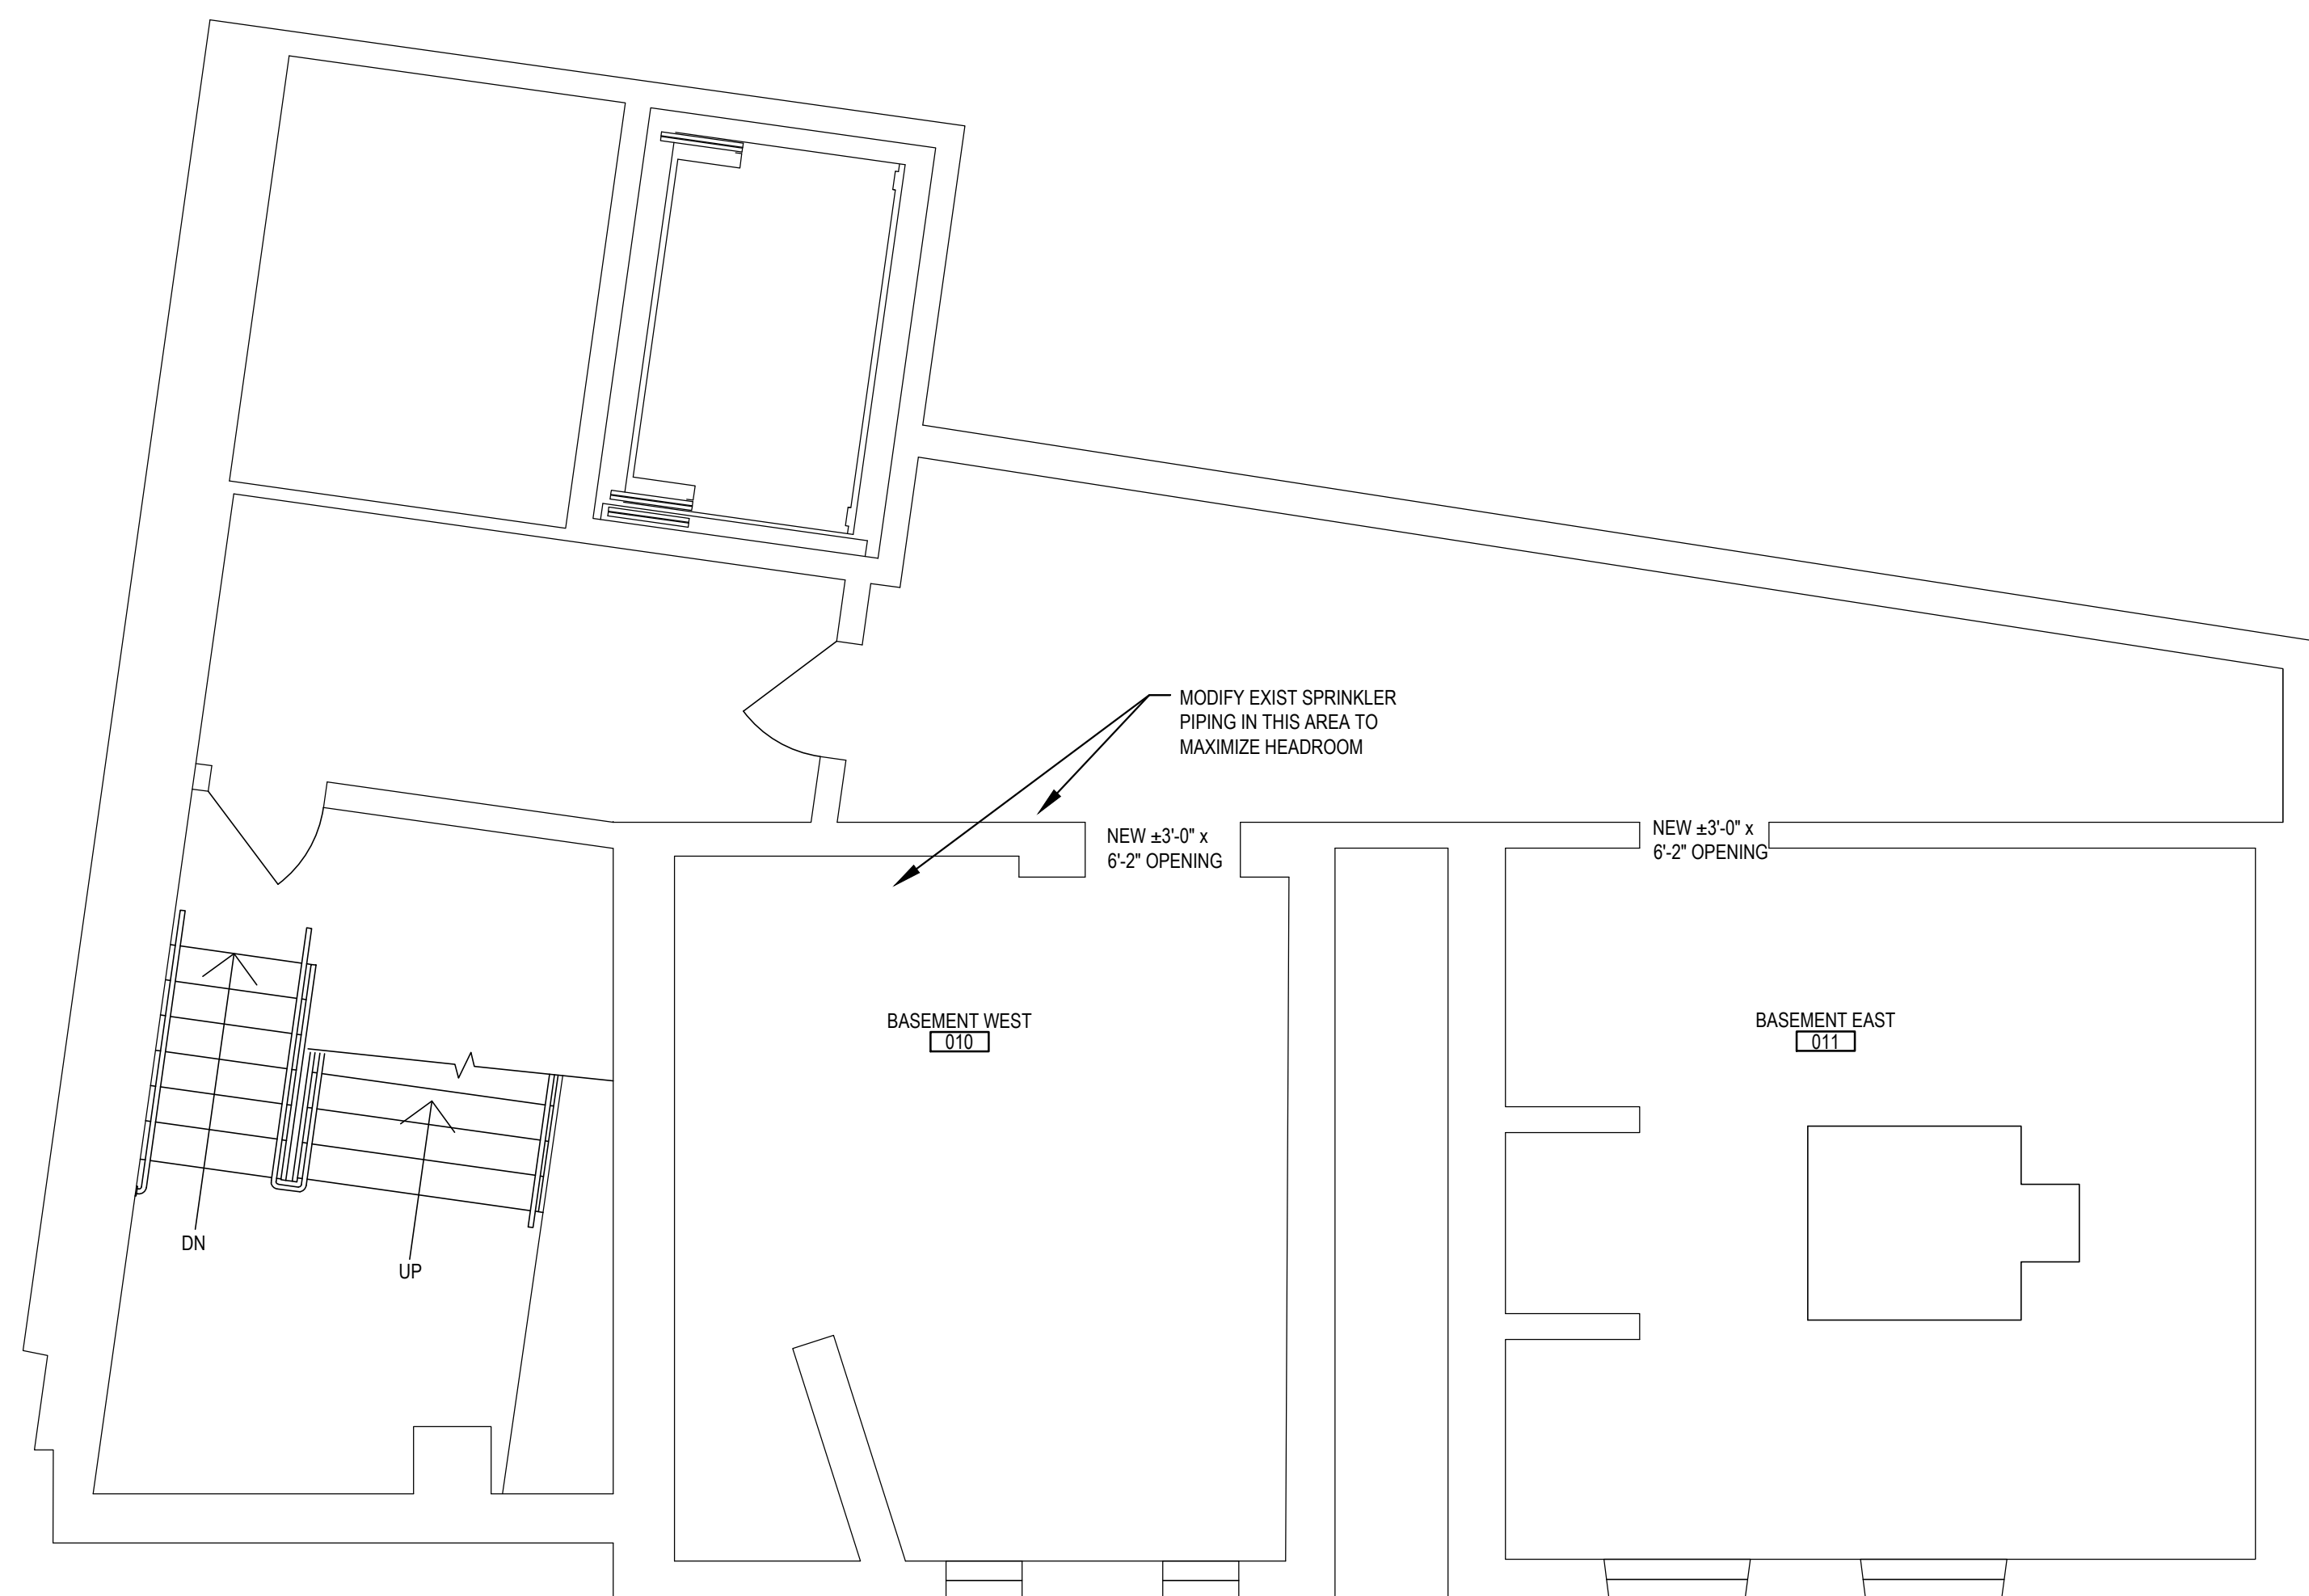 MODIFY EXIST SPRINKLER
PIPING IN THIS AREA TO
MAXIMIZE HEADROOM
NEW ±3'-0" x
6'-2" OPENING
NEW ±3'-0" x
6'-2" OPENING
BASEMENT WEST
010
BASEMENT EAST
011
DN
UP